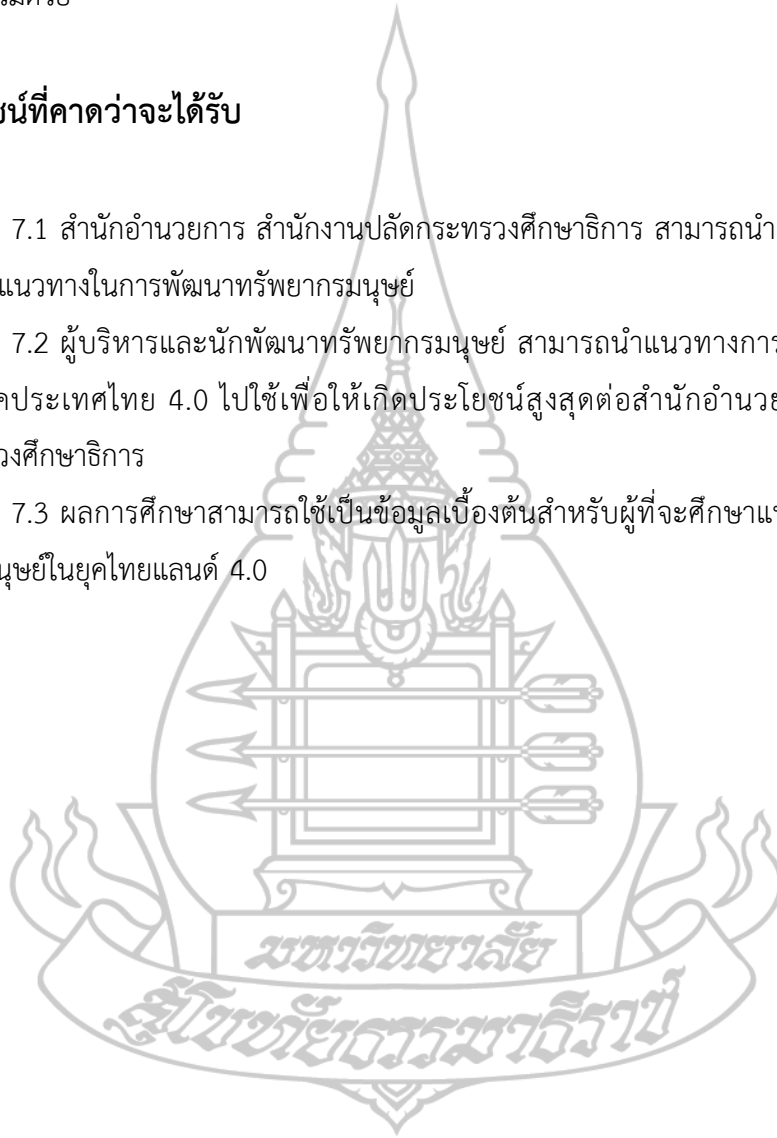 ชน์ที่คาดว่าจะได้รับ
7.1 สำนักอำนวยการ สำนักงานปลัดกระทรวงศึกษาธิการ สามารถนำ
แนวทางในการพัฒนาทรัพยากรมนุษย์
7.2 ผู้บริหารและนักพัฒนาทรัพยากรมนุษย์ สามารถนำแนวทางการ
คประเทศไทย 4.0 ไปใช้เพื่อให้เกิดประโยชน์สูงสุดต่อสำนักอำนวย
วงศึกษาธิการ
7.3 ผลการศึกษาสามารถใช้เป็นข้อมูลเบื้องต้นสำหรับผู้ที่จะศึกษาแ
นุษย์ในยุคไทยแลนด์ 4.0
มหาวิทยาลัย
สุโขทัยธรรมาธิราช